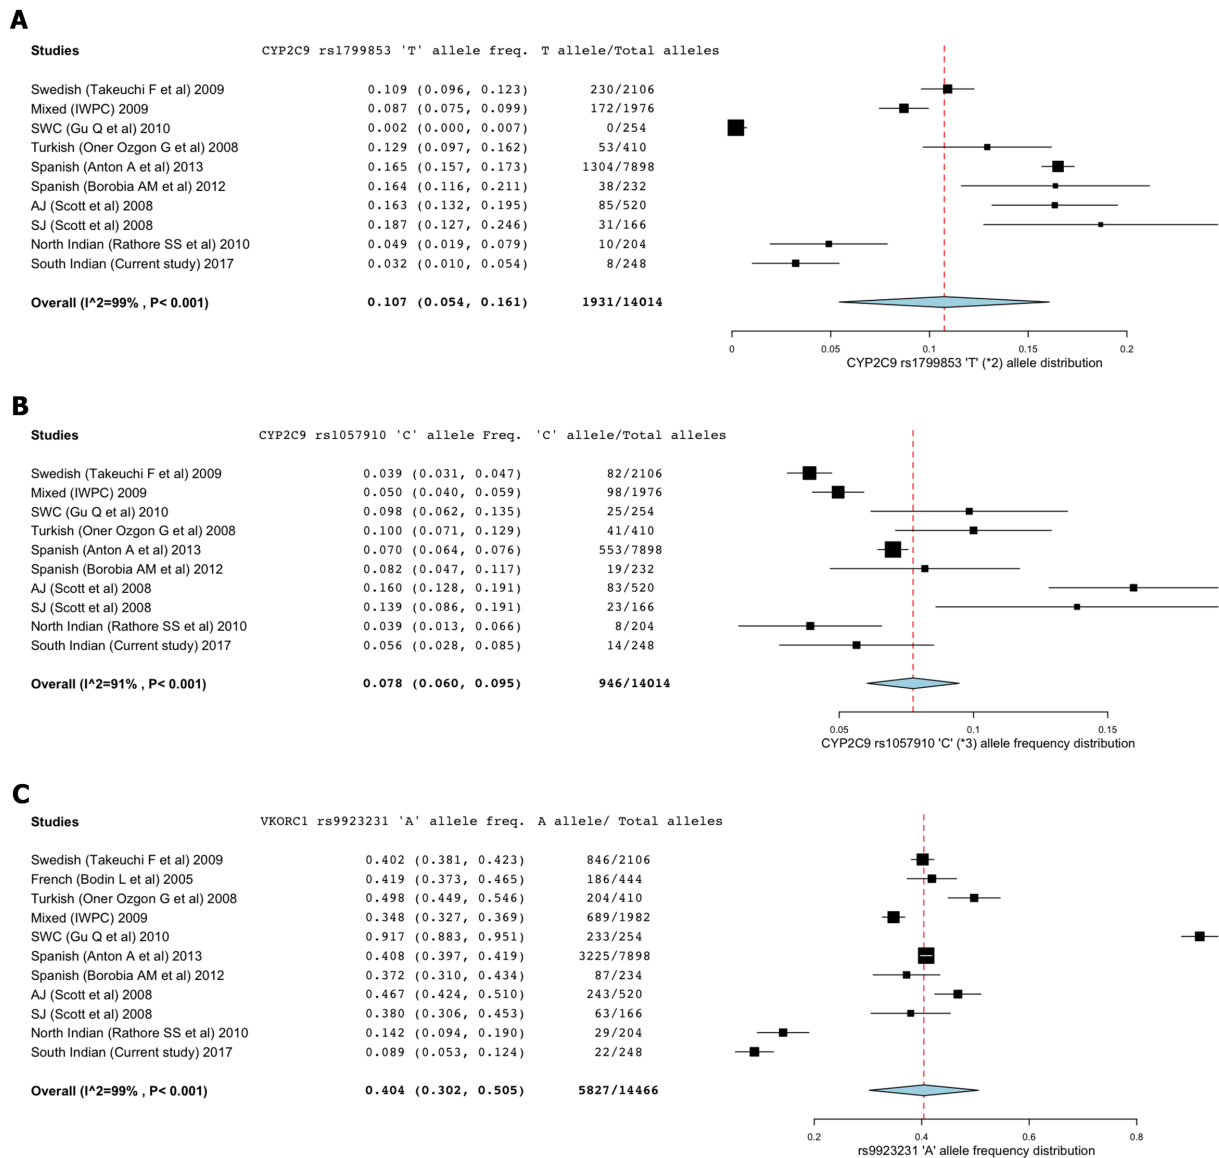 A
Studies CYP2C9 rs1799853 'T' allele freq. T allele/Total alleles
Swedish (Takeuchi F et al) 2009 0.109 (0.096, 0.123) 230/2106
Mixed (IWPC) 2009 0.087 (0.075, 0.099) 172/1976
SWC (Gu Q et al) 2010 0.002 (0.000, 0.007) 0/254
Turkish (Oner Ozgon G et al) 2008 0.129 (0.097, 0.162) 53/410
Spanish (Anton A et al) 2013 0.165 (0.157, 0.173) 1304/7898
Spanish (Borobia AM et al) 2012 0.164 (0.116, 0.211) 38/232
AJ (Scott et al) 2008 0.163 (0.132, 0.195) 85/520
SJ (Scott et al) 2008 0.187 (0.127, 0.246) 31/166
North Indian (Rathore SS et al) 2010 0.049 (0.019, 0.079) 10/204
South Indian (Current study) 2017 0.032 (0.010, 0.054) 8/248
Overall (I^2=99% , P< 0.001) 0.107 (0.054, 0.161) 1931/14014
0 0.05 0.1 0.15 0.2
CYP2C9 rs1799853 'T' (*2) allele distribution
B
Studies CYP2C9 rs1057910 'C' allele Freq. 'C' allele/Total alleles
Swedish (Takeuchi F et al) 2009 0.039 (0.031, 0.047) 82/2106
Mixed (IWPC) 2009 0.050 (0.040, 0.059) 98/1976
SWC (Gu Q et al) 2010 0.098 (0.062, 0.135) 25/254
Turkish (Oner Ozgon G et al) 2008 0.100 (0.071, 0.129) 41/410
Spanish (Anton A et al) 2013 0.070 (0.064, 0.076) 553/7898
Spanish (Borobia AM et al) 2012 0.082 (0.047, 0.117) 19/232
AJ (Scott et al) 2008 0.160 (0.128, 0.191) 83/520
SJ (Scott et al) 2008 0.139 (0.086, 0.191) 23/166
North Indian (Rathore SS et al) 2010 0.039 (0.013, 0.066) 8/204
South Indian (Current study) 2017 0.056 (0.028, 0.085) 14/248
Overall (I^2=91% , P< 0.001) 0.078 (0.060, 0.095) 946/14014
0.05 0.1 0.15
CYP2C9 rs1057910 'C' (*3) allele frequency distribution
C
Studies VKORC1 rs9923231 'A' allele freq. A allele/ Total alleles
Swedish (Takeuchi F et al) 2009 0.402 (0.381, 0.423) 846/2106
French (Bodin L et al) 2005 0.419 (0.373, 0.465) 186/444
Turkish (Oner Ozgon G et al) 2008 0.498 (0.449, 0.546) 204/410
Mixed (IWPC) 2009 0.348 (0.327, 0.369) 689/1982
SWC (Gu Q et al) 2010 0.917 (0.883, 0.951) 233/254
Spanish (Anton A et al) 2013 0.408 (0.397, 0.419) 3225/7898
Spanish (Borobia AM et al) 2012 0.372 (0.310, 0.434) 87/234
AJ (Scott et al) 2008 0.467 (0.424, 0.510) 243/520
SJ (Scott et al) 2008 0.380 (0.306, 0.453) 63/166
North Indian (Rathore SS et al) 2010 0.142 (0.094, 0.190) 29/204
South Indian (Current study) 2017 0.089 (0.053, 0.124) 22/248
Overall (I^2=99% , P< 0.001) 0.404 (0.302, 0.505) 5827/14466
0.2 0.4 0.6 0.8
rs9923231 'A' allele frequency distribution